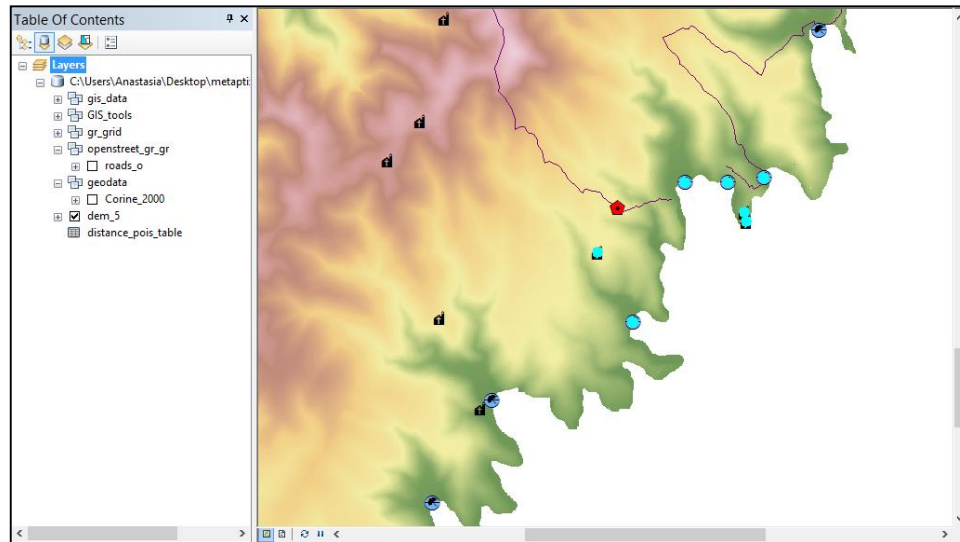 Table Of Contents
Layers
C:\Users\Anastasia\Desktop\metapti
gis_data
GIS_tools
gr_grid
openstreet_gr_gr
roads_o
geodata
Corine_2000
dem_5
distance_pois_table